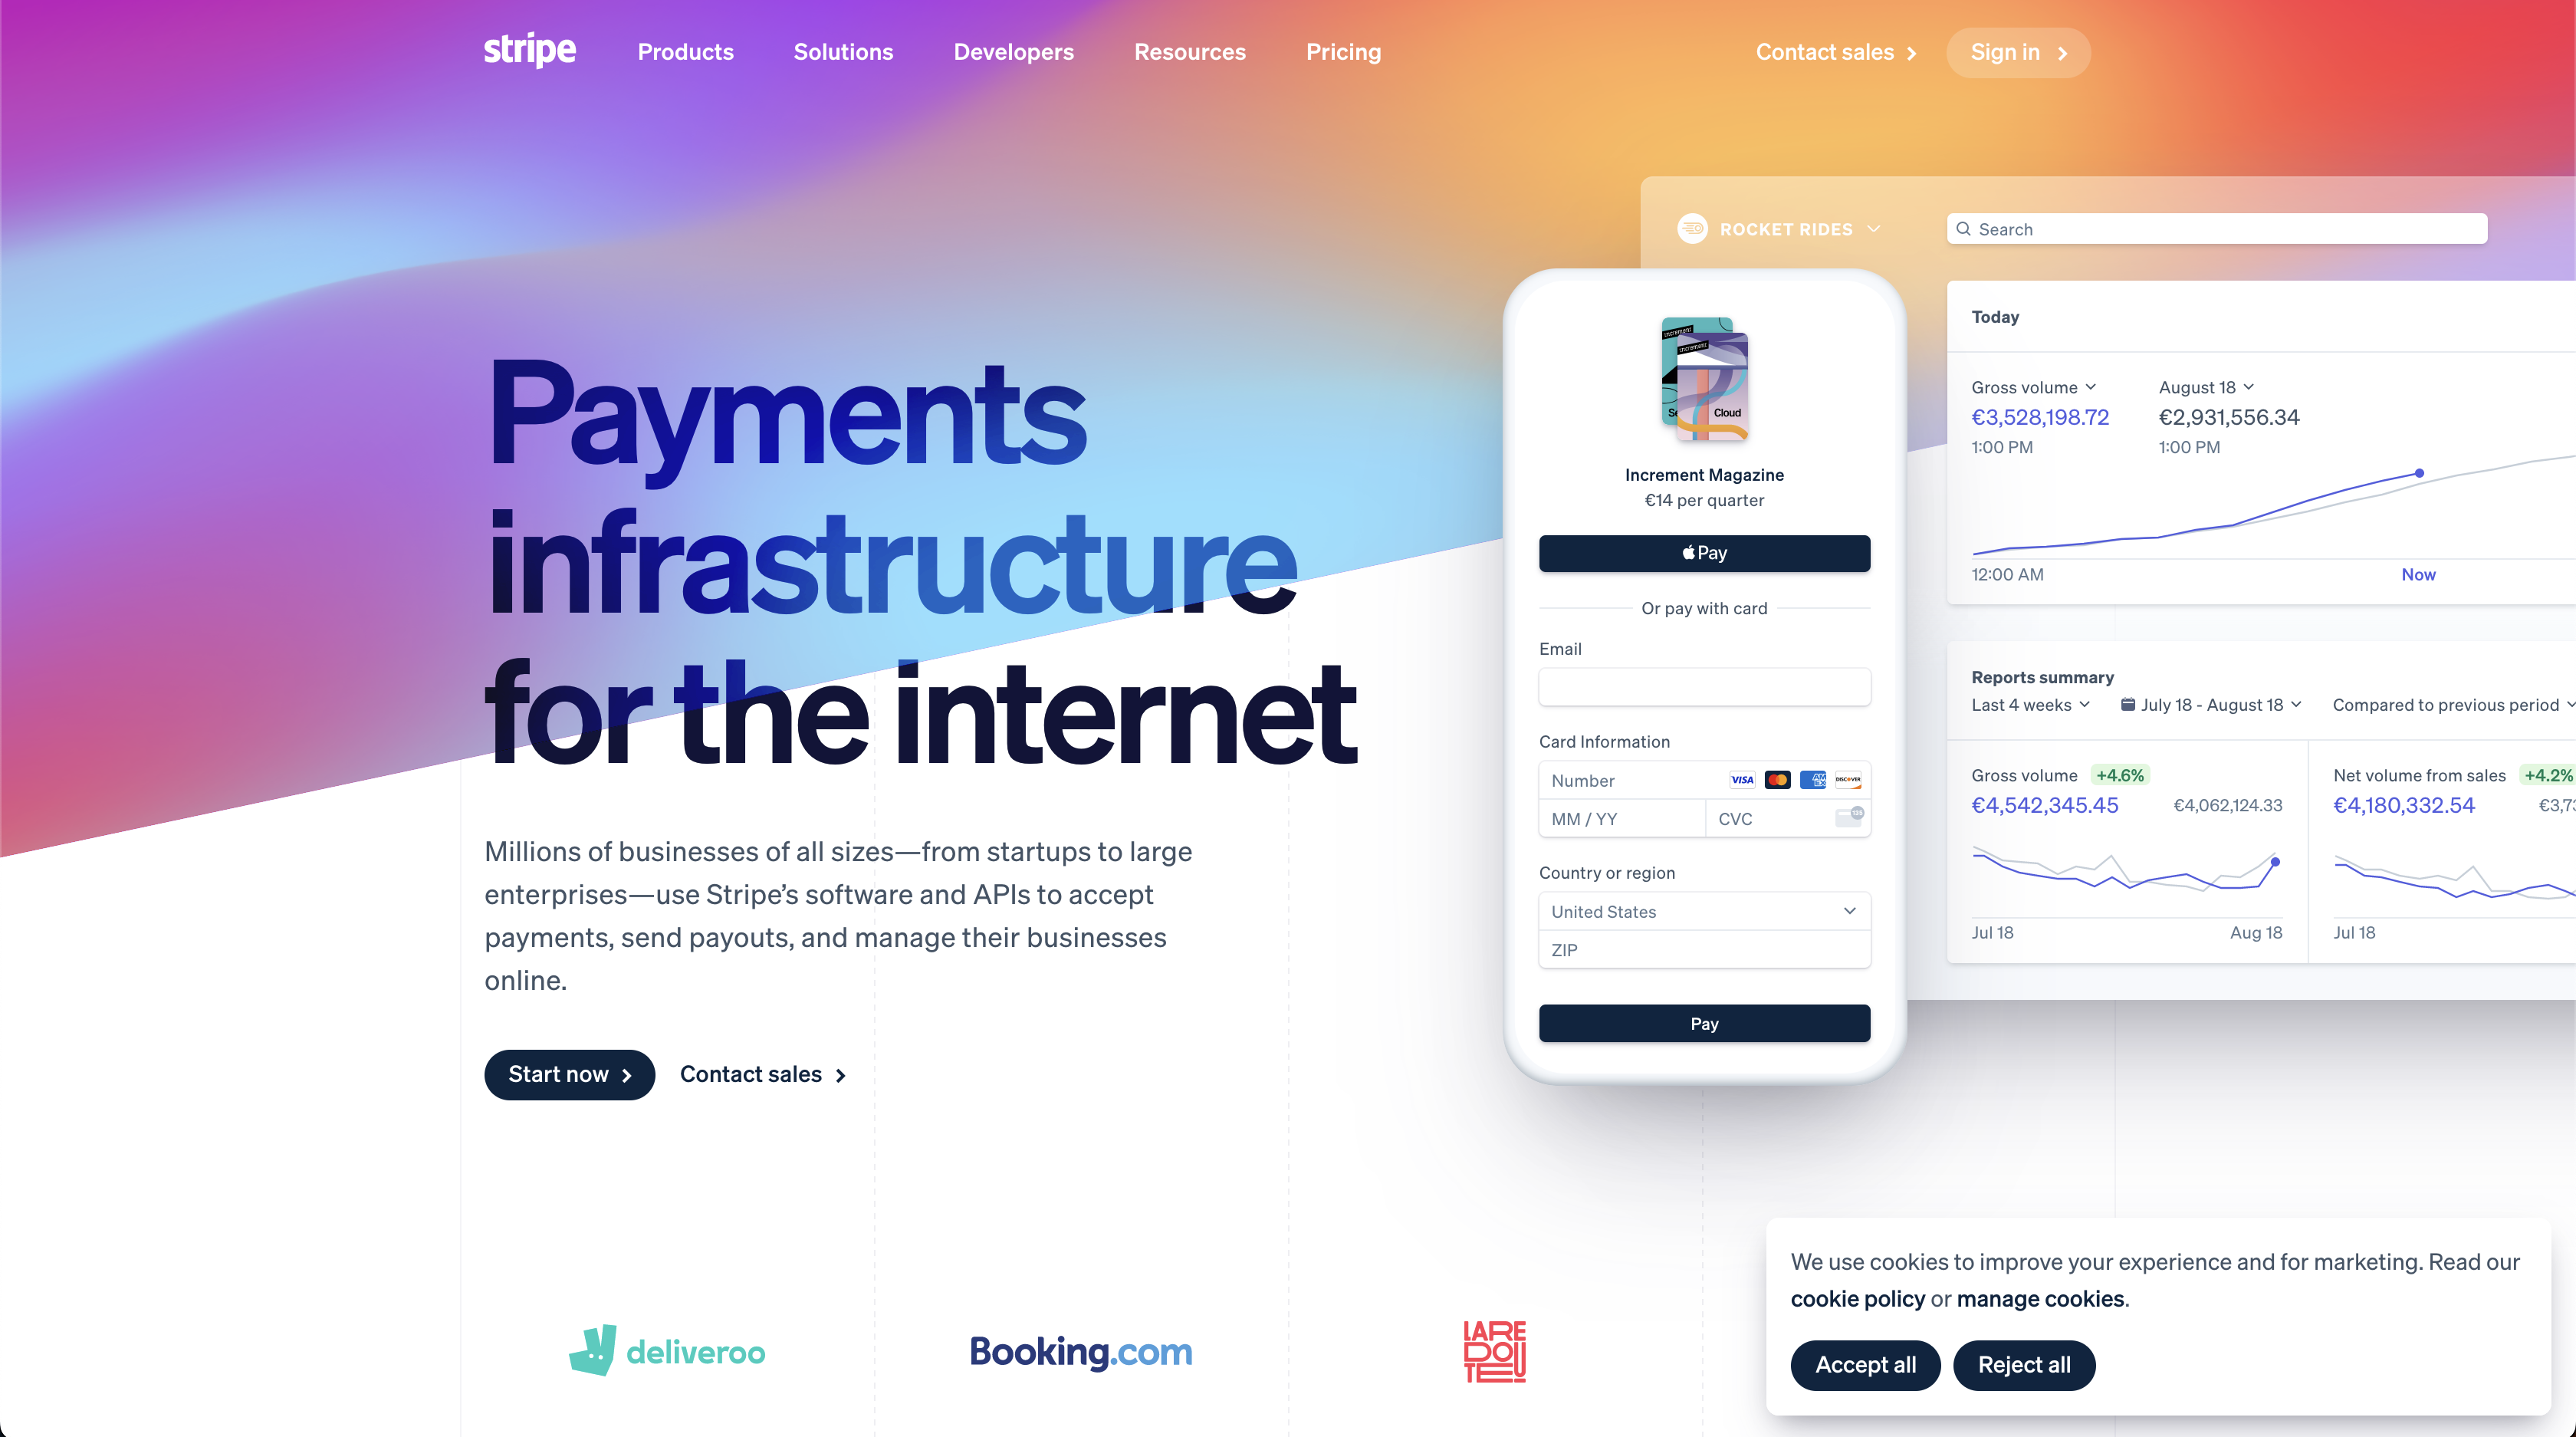 stripe
Products
Solutions
Developers
Resources
Pricing
Contact sales
Sign in
Payments
infrastructure
for the internet
Millions of businesses of all sizes—from startups to large
enterprises—use Stripe’s software and APIs to accept
payments, send payouts, and manage their businesses
online.
Start now
Contact sales
increment
increment
Cloud
Increment Magazine
€14 per quarter
Pay
Or pay with card
Email
Card Information
Number
VISA
AMEX
DISCOVER
MM / YY
CVC
135
Country or region
United States
ZIP
Pay
ROCKET RIDES
Search
Today
Gross volume
August 18
€3,528,198.72
€2,931,556.34
1:00 PM
1:00 PM
12:00 AM
Now
Reports summary
Last 4 weeks
July 18 - August 18
Compared to previous period
Gross volume +4.6%
€4,542,345.45
€4,062,124.33
Jul 18
Aug 18
Net volume from sales +4.2%
€4,180,332.54
Jul 18
deliveroo
Booking.com
LA REDOUTE
We use cookies to improve your experience and for marketing. Read our
cookie policy or manage cookies.
Accept all
Reject all